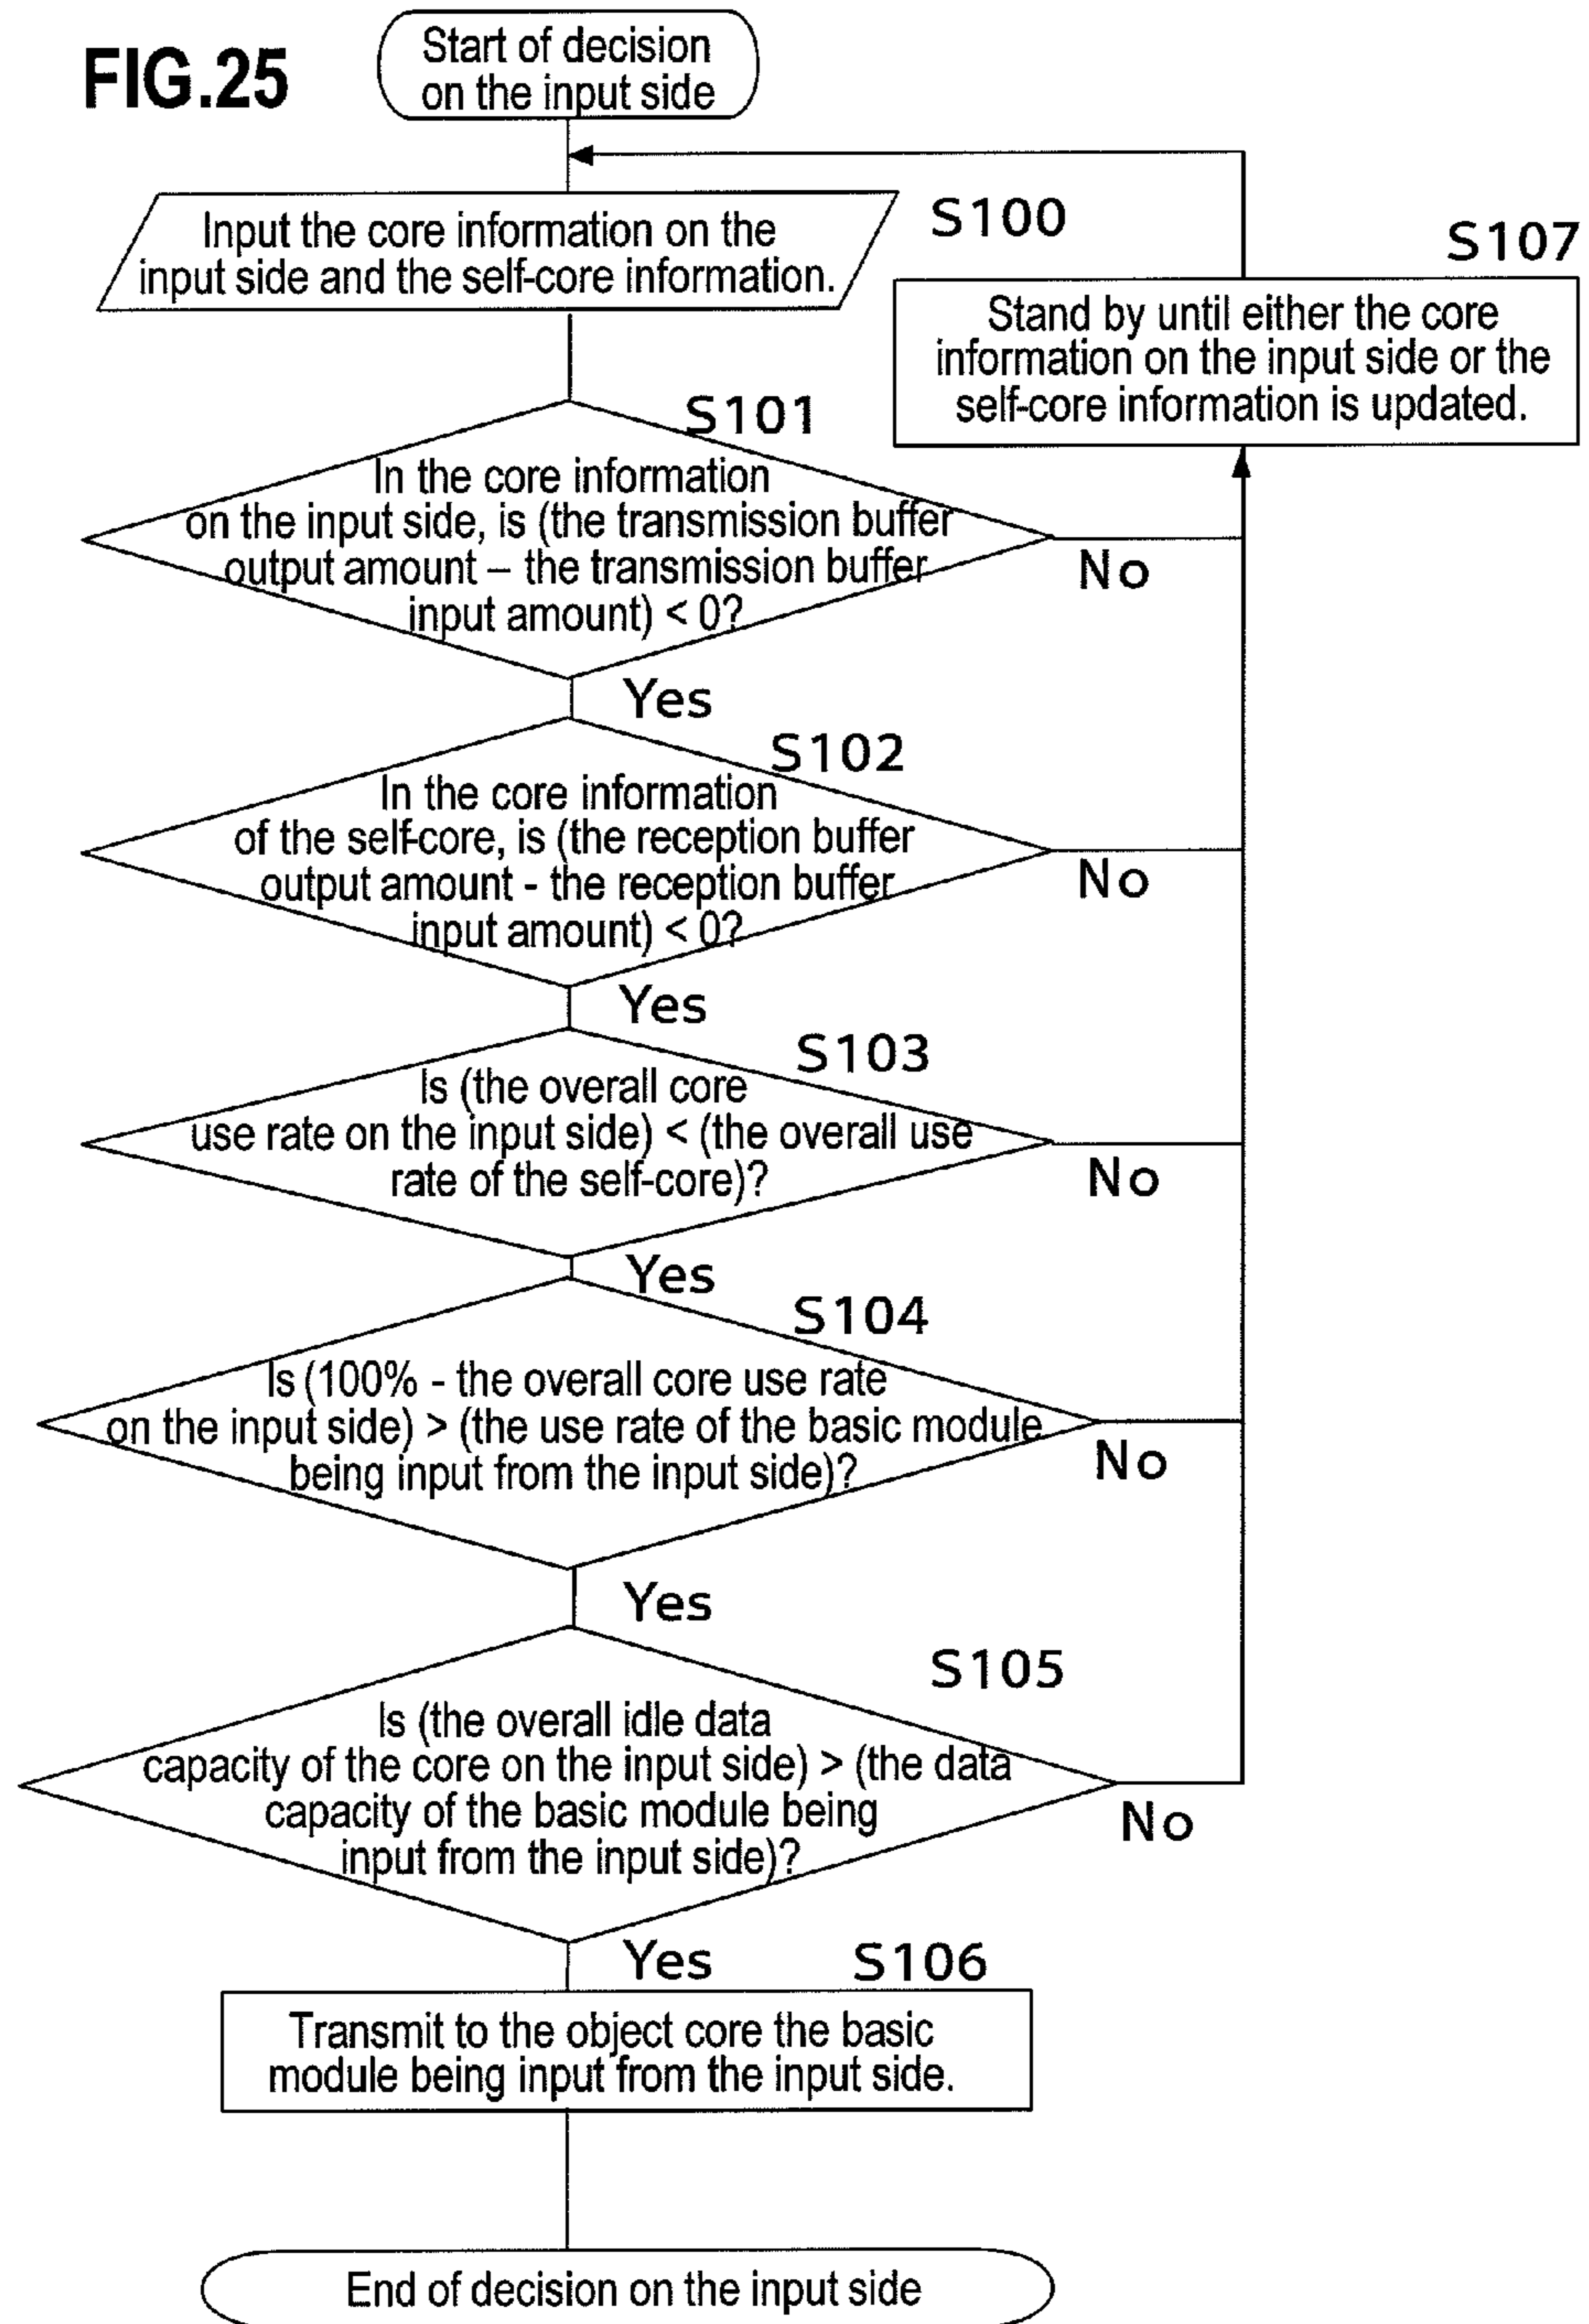 FIG.25
Start of decision
on the input side
Input the core information on the
input side and the self-core information.
S100
S107
Stand by until either the core
information on the input side or the
self-core information is updated.
S101
In the core information
on the input side, is (the transmission buffer
output amount – the transmission buffer
input amount) < 0?
No
Yes
S102
In the core information
of the self-core, is (the reception buffer
output amount - the reception buffer
input amount) < 0?
No
Yes
S103
Is (the overall core
use rate on the input side) < (the overall use
rate of the self-core)?
No
Yes
S104
Is (100% - the overall core use rate
on the input side) > (the use rate of the basic module
being input from the input side)?
No
Yes
S105
Is (the overall idle data
capacity of the core on the input side) > (the data
capacity of the basic module being
input from the input side)?
No
Yes
S106
Transmit to the object core the basic
module being input from the input side.
End of decision on the input side